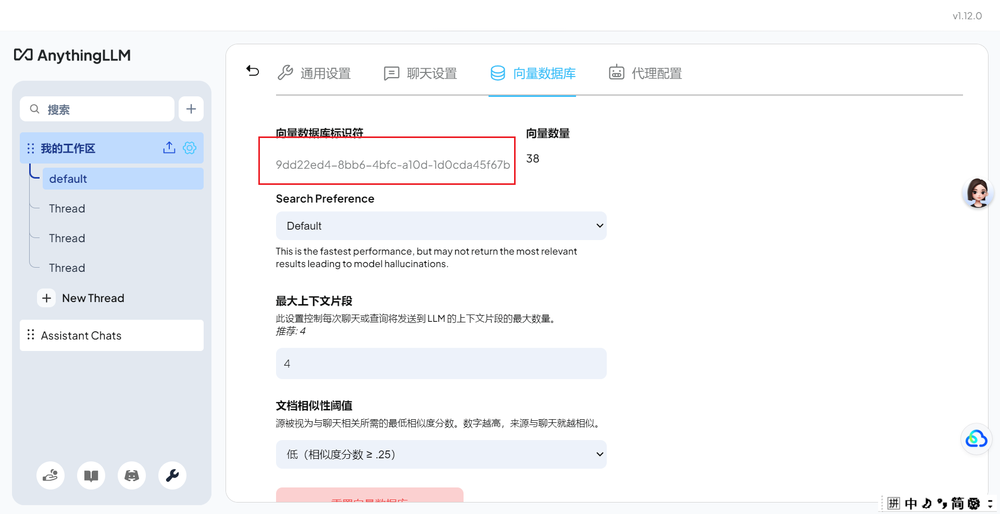 v1.12.0
AnythingLLM
搜索
我的工作区
default
Thread
Thread
Thread
New Thread
Assistant Chats
通用设置
聊天设置
向量数据库
代理配置
向量数据库标识符
向量数量
9dd22ed4-8bb6-4bfc-a10d-1d0cda45f67b
38
Search Preference
Default
This is the fastest performance, but may not return the most relevant
results leading to model hallucinations.
最大上下文片段
此设置控制每次聊天或查询将发送到 LLM 的上下文片段的最大数量。
推荐: 4
4
文档相似性阈值
源被视为与聊天相关所需的最低相似度分数。数字越高，来源与聊天就越相似。
低（相似度分数 ≥ .25）
重置向量数据库
拼 中 简